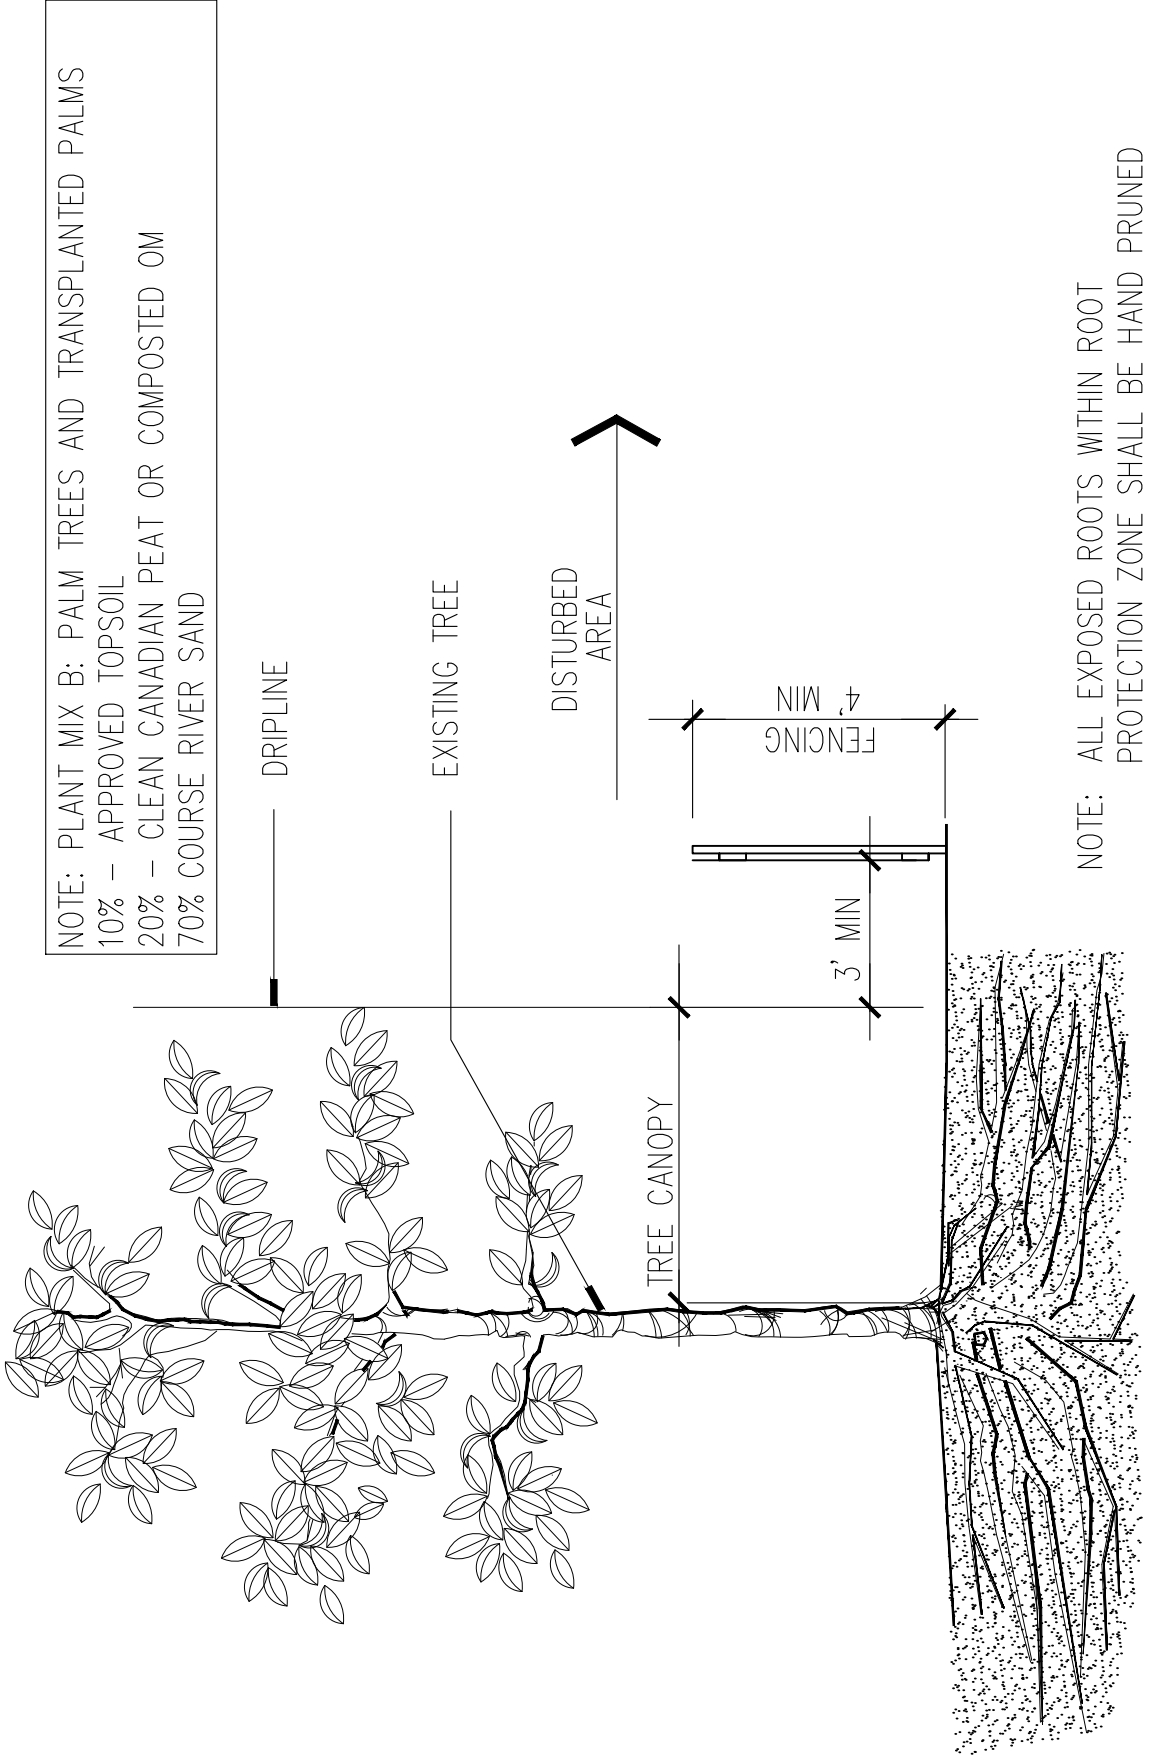 NOTE: PLANT MIX B: PALM TREES AND TRANSPLANTED PALMS
10% - APPROVED TOPSOIL
20% - CLEAN CANADIAN PEAT OR COMPOSTED OM
70% COURSE RIVER SAND
DRIPLINE
EXISTING TREE
DISTURBED
AREA
TREE CANOPY
3' MIN
FENCING
4' MIN
NOTE: ALL EXPOSED ROOTS WITHIN ROOT
PROTECTION ZONE SHALL BE HAND PRUNED